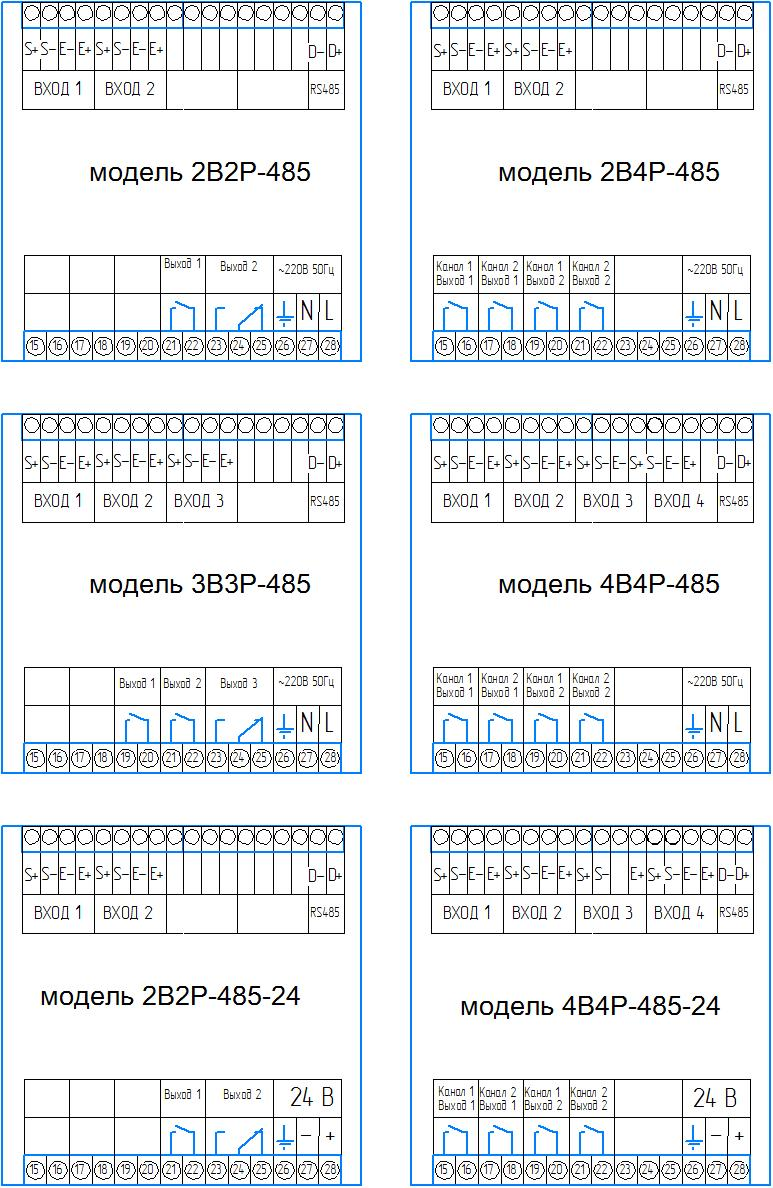 S+ S− E− E+ S+ S− E− E+ D− D+
ВХОД 1 ВХОД 2 RS485
модель 2В2Р-485
Выход 1 Выход 2 ~220В 50Гц
N L
15 16 17 18 19 20 21 22 23 24 25 26 27 28
S+ S− E− E+ S+ S− E− E+ D− D+
ВХОД 1 ВХОД 2 RS485
модель 2В4Р-485
Канал 1 Канал 2 Канал 1 Канал 2 ~220В 50Гц
Выход 1 Выход 1 Выход 2 Выход 2
N L
15 16 17 18 19 20 21 22 23 24 25 26 27 28
S+ S− E− E+ S+ S− E− E+ S+ S− E− E+ D− D+
ВХОД 1 ВХОД 2 ВХОД 3 RS485
модель 3В3Р-485
Выход 1 Выход 2 Выход 3 ~220В 50Гц
N L
15 16 17 18 19 20 21 22 23 24 25 26 27 28
S+ S− E− E+ S+ S− E− E+ S+ S− E− S+ S− E− E+ D− D+
ВХОД 1 ВХОД 2 ВХОД 3 ВХОД 4 RS485
модель 4В4Р-485
Канал 1 Канал 2 Канал 1 Канал 2 ~220В 50Гц
Выход 1 Выход 1 Выход 2 Выход 2
N L
15 16 17 18 19 20 21 22 23 24 25 26 27 28
S+ S− E− E+ S+ S− E− E+ D− D+
ВХОД 1 ВХОД 2 RS485
модель 2В2Р-485-24
Выход 1 Выход 2 24 В
− +
15 16 17 18 19 20 21 22 23 24 25 26 27 28
S+ S− E− E+ S+ S− E− E+ S+ S− E+ S+ S− E− E+ D− D+
ВХОД 1 ВХОД 2 ВХОД 3 ВХОД 4 RS485
модель 4В4Р-485-24
Канал 1 Канал 2 Канал 1 Канал 2 24 В
Выход 1 Выход 1 Выход 2 Выход 2
− +
15 16 17 18 19 20 21 22 23 24 25 26 27 28